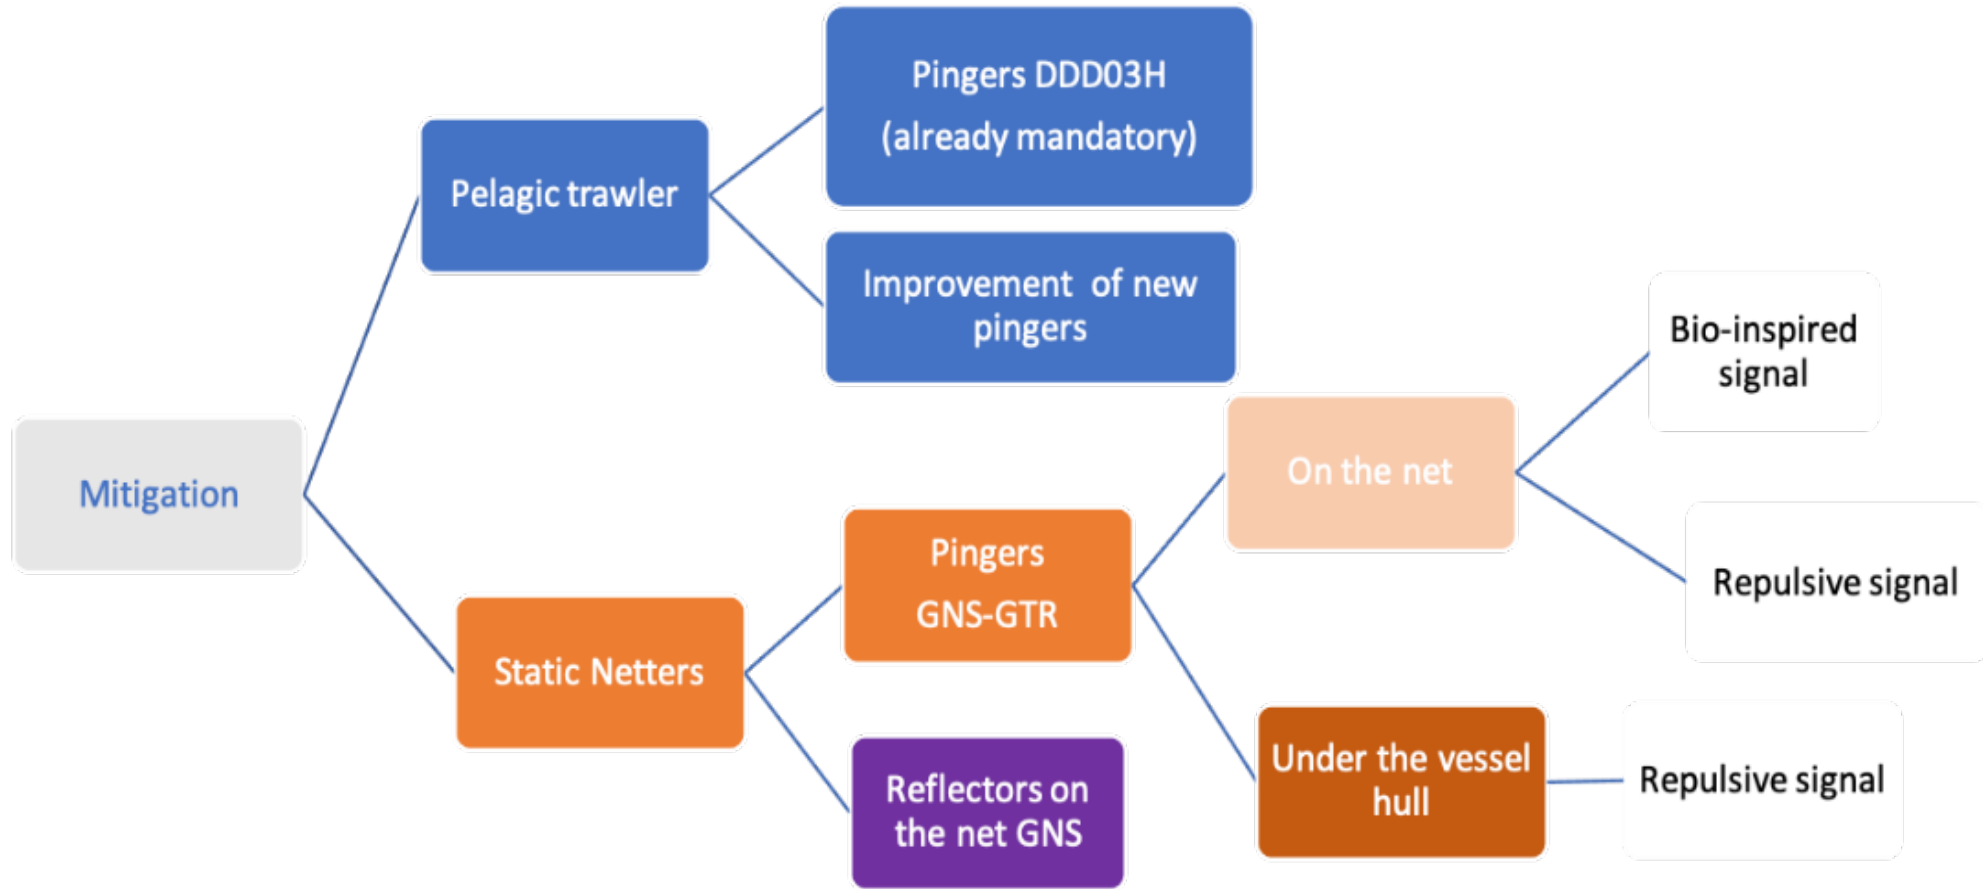 Pingers DDD03H
(already mandatory)
Pelagic trawler
Improvement of new
pingers
Bio-inspired
signal
On the net
Mitigation
Pingers
GNS-GTR
Repulsive signal
Static Netters
Under the vessel
hull
Repulsive signal
Reflectors on
the net GNS